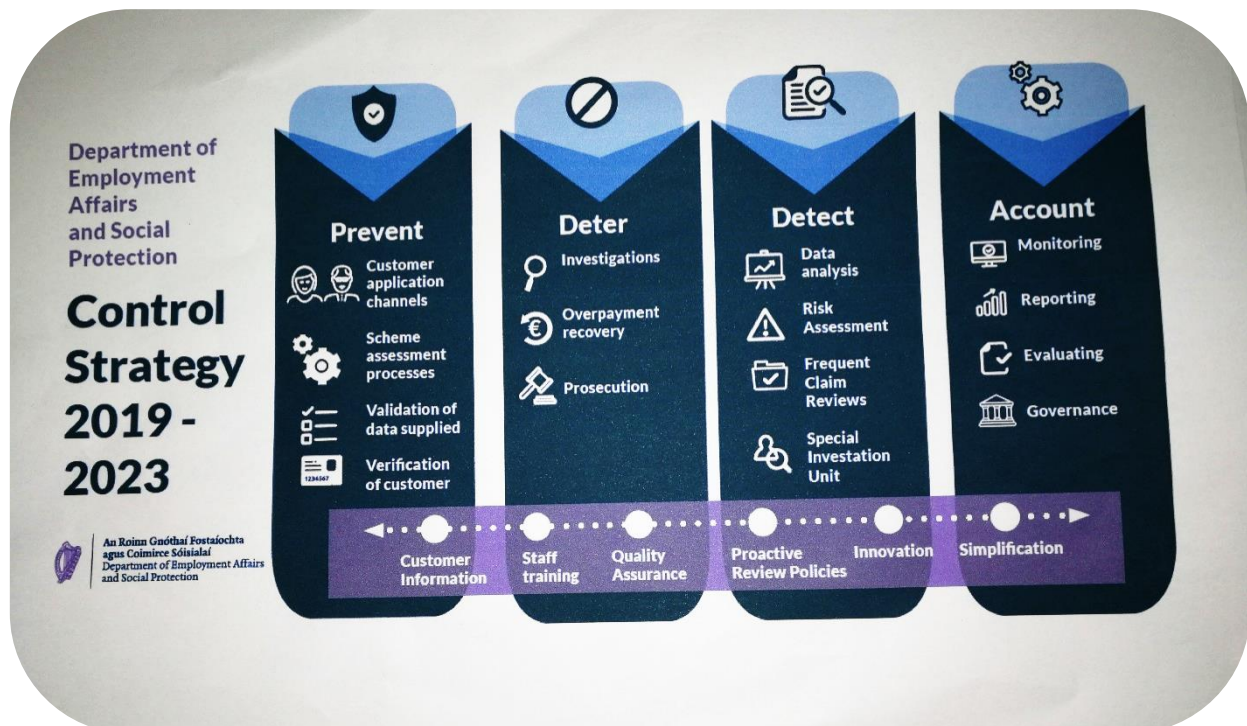 Department of
Employment
Affairs
and Social
Protection
Control
Strategy
2019 -
2023
An Roinn Gnóthaí Fostaíochta
agus Coimirce Sóisialaí
Department of Employment Affairs
and Social Protection
Prevent
Customer
application
channels
Scheme
assessment
processes
Validation of
data supplied
1234567
Verification
of customer
Deter
Investigations
Overpayment
recovery
Prosecution
Detect
Data
analysis
Risk
Assessment
Frequent
Claim
Reviews
Special
Investation
Unit
Account
Monitoring
Reporting
Evaluating
Governance
Customer
Information
Staff
training
Quality
Assurance
Proactive
Review Policies
Innovation
Simplification